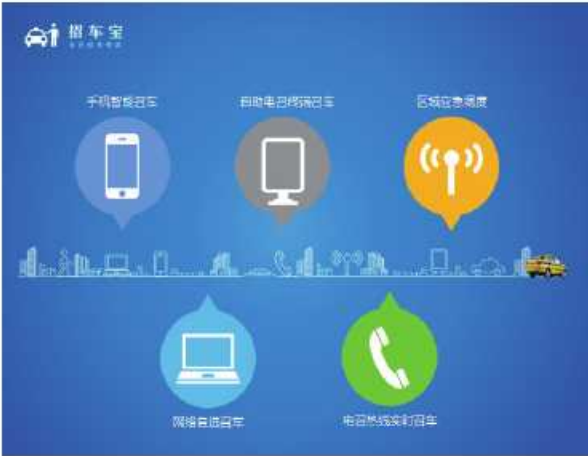 招车宝
手机智能召车
自助电召终端召车
区域应急调度
网络自选召车
电召热线实时召车